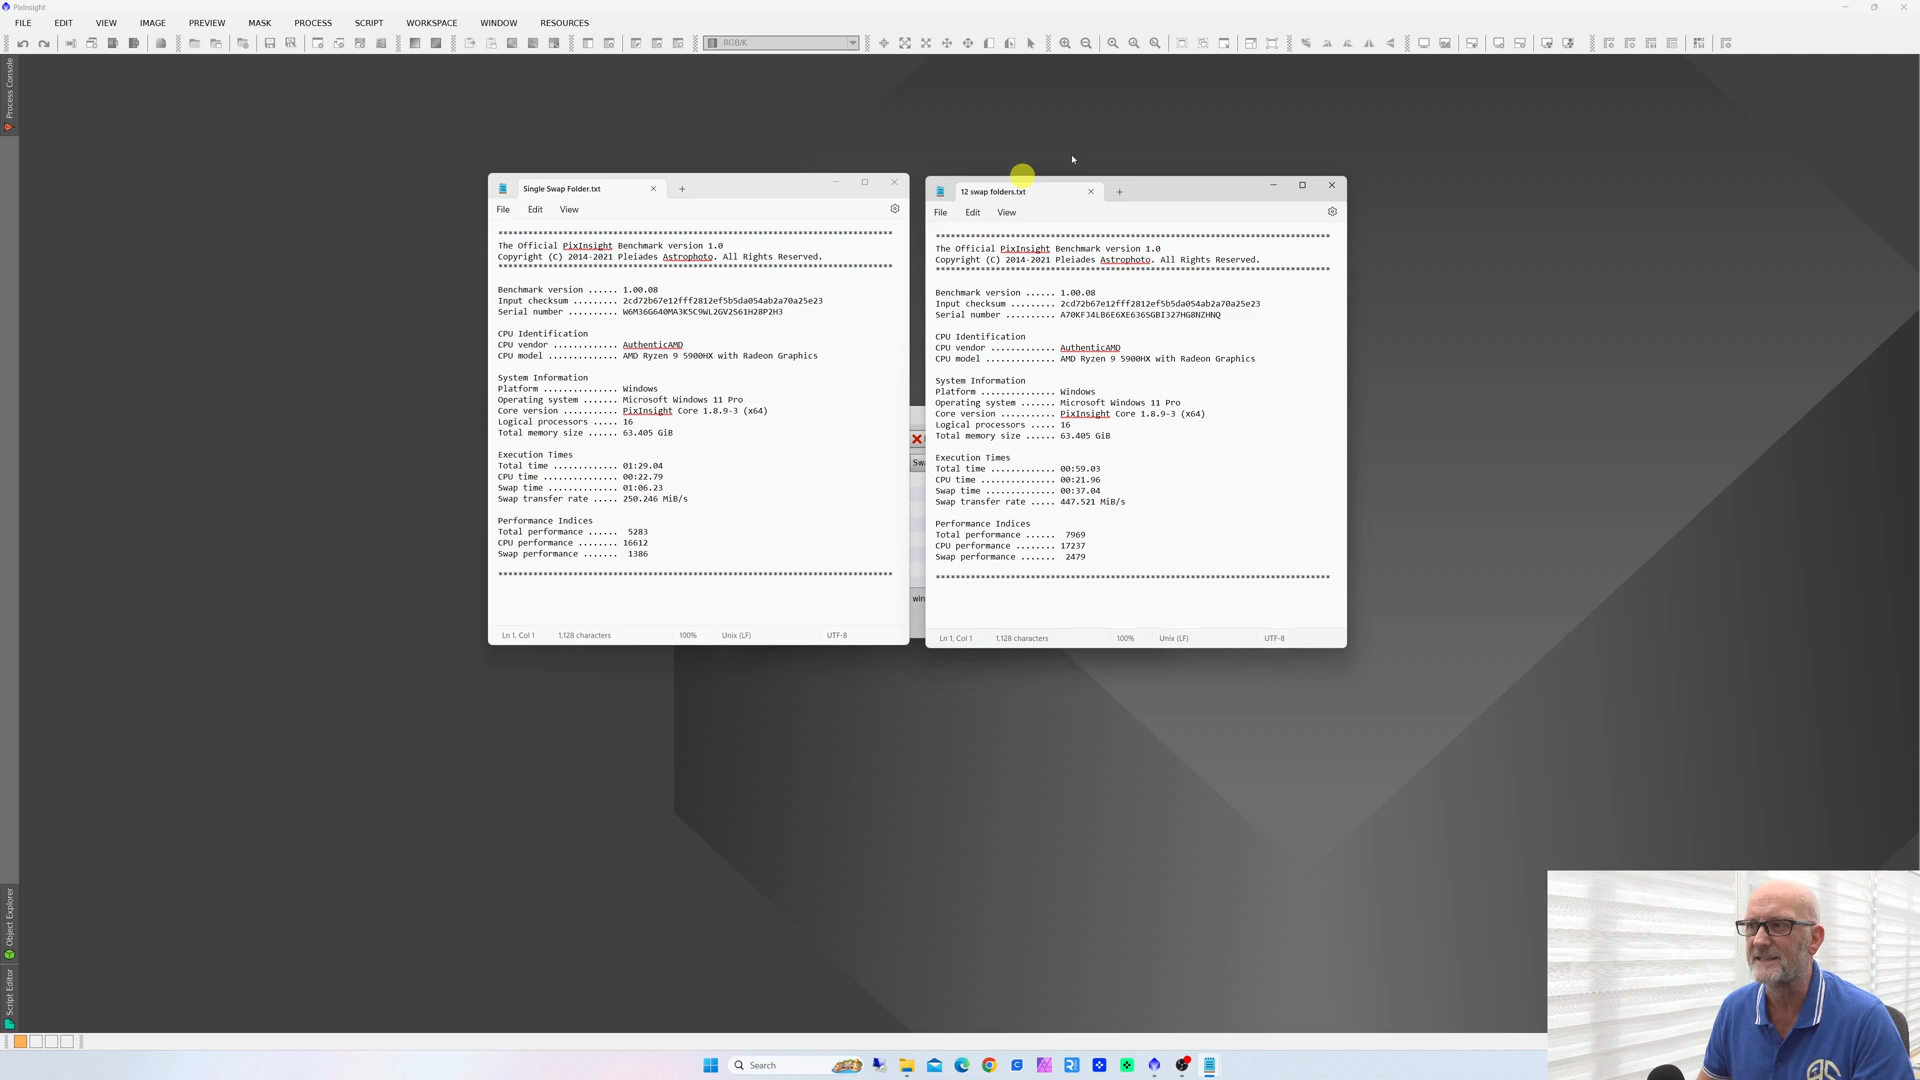 PixInsight
FILE EDIT VIEW IMAGE PREVIEW MASK PROCESS SCRIPT WORKSPACE WINDOW RESOURCES
RGB/K
Process Console
Single Swap Folder.txt
File Edit View
*******************************************************************************
The Official PixInsight Benchmark version 1.0
Copyright (C) 2014-2021 Pleiades Astrophoto. All Rights Reserved.
*******************************************************************************
Benchmark version ...... 1.00.08
Input checksum ......... 2cd72b67e12fff2812ef5b5da054ab2a70a25e23
Serial number .......... W6M36G640MA3K5C9WL2GV2S61H28P2H3
CPU Identification
CPU vendor ............. AuthenticAMD
CPU model .............. AMD Ryzen 9 5900HX with Radeon Graphics
System Information
Platform ............... Windows
Operating system ....... Microsoft Windows 11 Pro
Core version ........... PixInsight Core 1.8.9-3 (x64)
Logical processors ..... 16
Total memory size ...... 63.405 GiB
Execution Times
Total time ............. 01:29.04
CPU time ............... 00:22.79
Swap time .............. 01:06.23
Swap transfer rate ..... 250.246 MiB/s
Performance Indices
Total performance ...... 5283
CPU performance ........ 16612
Swap performance ....... 1386
*******************************************************************************
Ln 1, Col 1 1,128 characters 100% Unix (LF) UTF-8
Swa
win
12 swap folders.txt
File Edit View
*******************************************************************************
The Official PixInsight Benchmark version 1.0
Copyright (C) 2014-2021 Pleiades Astrophoto. All Rights Reserved.
*******************************************************************************
Benchmark version ...... 1.00.08
Input checksum ......... 2cd72b67e12fff2812ef5b5da054ab2a70a25e23
Serial number .......... A70KFJ4LB6E6XE636SGBI327HG8NZHNQ
CPU Identification
CPU vendor ............. AuthenticAMD
CPU model .............. AMD Ryzen 9 5900HX with Radeon Graphics
System Information
Platform ............... Windows
Operating system ....... Microsoft Windows 11 Pro
Core version ........... PixInsight Core 1.8.9-3 (x64)
Logical processors ..... 16
Total memory size ...... 63.405 GiB
Execution Times
Total time ............. 00:59.03
CPU time ............... 00:21.96
Swap time .............. 00:37.04
Swap transfer rate ..... 447.521 MiB/s
Performance Indices
Total performance ...... 7969
CPU performance ........ 17237
Swap performance ....... 2479
*******************************************************************************
Ln 1, Col 1 1,128 characters 100% Unix (LF) UTF-8
Object Explorer
Script Editor
Search